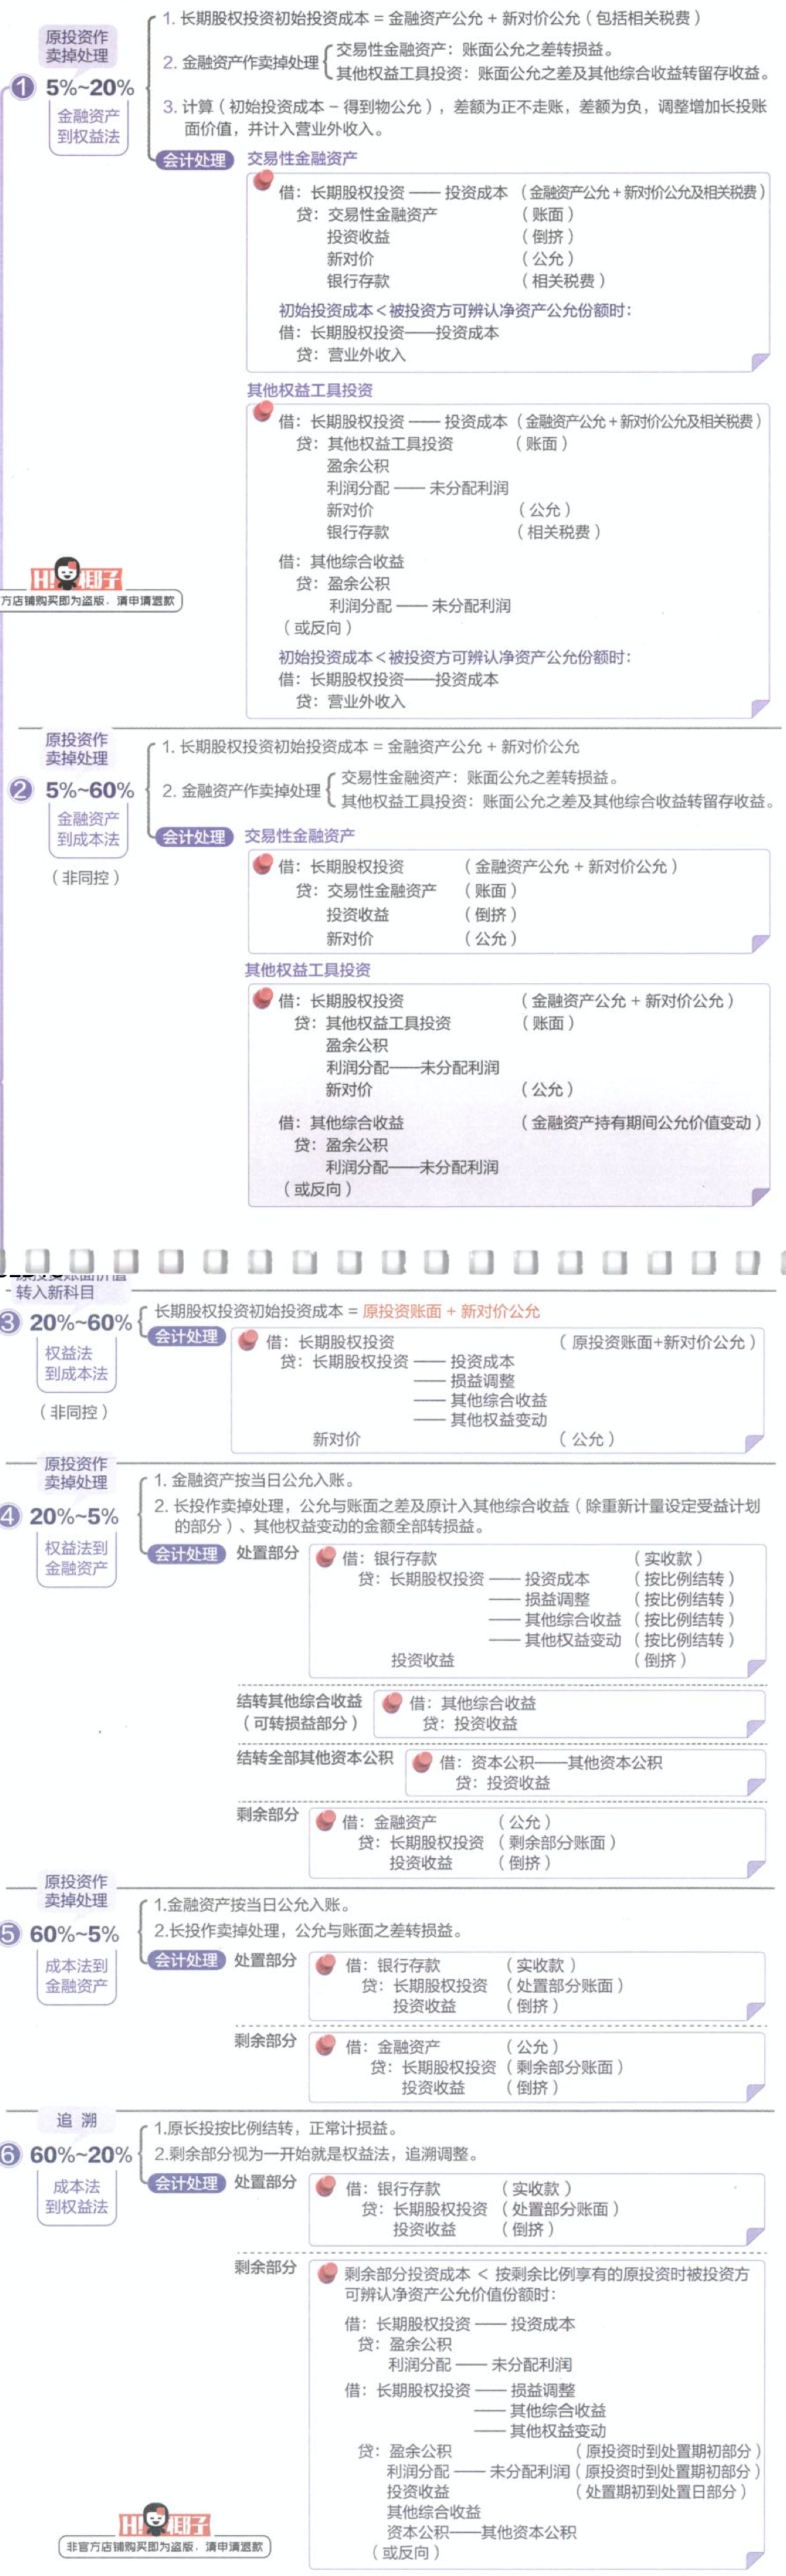 原投资作
卖掉处理
① 5%~20%
金融资产
到权益法
1. 长期股权投资初始投资成本 = 金融资产公允 + 新对价公允（包括相关税费）
2. 金融资产作卖掉处理
交易性金融资产：账面公允之差转损益。
其他权益工具投资：账面公允之差及其他综合收益转留存收益。
3. 计算（初始投资成本 – 得到物公允），差额为正不走账，差额为负，调整增加长投账
面价值，并计入营业外收入。
会计处理 交易性金融资产
借：长期股权投资 —— 投资成本（金融资产公允 + 新对价公允及相关税费）
贷：交易性金融资产 （账面）
投资收益 （倒挤）
新对价 （公允）
银行存款 （相关税费）
初始投资成本＜被投资方可辨认净资产公允份额时：
借：长期股权投资——投资成本
贷：营业外收入
其他权益工具投资
借：长期股权投资 —— 投资成本（金融资产公允 + 新对价公允及相关税费）
贷：其他权益工具投资 （账面）
盈余公积
利润分配 —— 未分配利润
新对价 （公允）
银行存款 （相关税费）
借：其他综合收益
贷：盈余公积
利润分配 —— 未分配利润
（或反向）
初始投资成本＜被投资方可辨认净资产公允份额时：
借：长期股权投资——投资成本
贷：营业外收入
H!椰子
方店铺购买即为盗版，清申请退款
原投资作
卖掉处理
② 5%~60%
金融资产
到成本法
（非同控）
1. 长期股权投资初始投资成本 = 金融资产公允 + 新对价公允
2. 金融资产作卖掉处理
交易性金融资产：账面公允之差转损益。
其他权益工具投资：账面公允之差及其他综合收益转留存收益。
会计处理 交易性金融资产
借：长期股权投资 （金融资产公允 + 新对价公允）
贷：交易性金融资产 （账面）
投资收益 （倒挤）
新对价 （公允）
其他权益工具投资
借：长期股权投资 （金融资产公允 + 新对价公允）
贷：其他权益工具投资 （账面）
盈余公积
利润分配——未分配利润
新对价 （公允）
借：其他综合收益 （金融资产持有期间公允价值变动）
贷：盈余公积
利润分配——未分配利润
（或反向）
原投资账面价值
转入新科目
③ 20%~60%
权益法
到成本法
（非同控）
长期股权投资初始投资成本 = 原投资账面 + 新对价公允
会计处理
借：长期股权投资 （原投资账面+新对价公允）
贷：长期股权投资 —— 投资成本
—— 损益调整
—— 其他综合收益
—— 其他权益变动
新对价 （公允）
原投资作
卖掉处理
④ 20%~5%
权益法到
金融资产
1. 金融资产按当日公允入账。
2. 长投作卖掉处理，公允与账面之差及原计入其他综合收益（除重新计量设定受益计划
的部分）、其他权益变动的金额全部转损益。
会计处理 处置部分
借：银行存款 （实收款）
贷：长期股权投资 —— 投资成本 （按比例结转）
—— 损益调整 （按比例结转）
—— 其他综合收益 （按比例结转）
—— 其他权益变动 （按比例结转）
投资收益 （倒挤）
结转其他综合收益
（可转损益部分）
借：其他综合收益
贷：投资收益
结转全部其他资本公积
借：资本公积——其他资本公积
贷：投资收益
剩余部分
借：金融资产 （公允）
贷：长期股权投资 （剩余部分账面）
投资收益 （倒挤）
原投资作
卖掉处理
⑤ 60%~5%
成本法到
金融资产
1.金融资产按当日公允入账。
2.长投作卖掉处理，公允与账面之差转损益。
会计处理 处置部分
借：银行存款 （实收款）
贷：长期股权投资 （处置部分账面）
投资收益 （倒挤）
剩余部分
借：金融资产 （公允）
贷：长期股权投资（剩余部分账面）
投资收益 （倒挤）
追 溯
⑥ 60%~20%
成本法
到权益法
1.原长投按比例结转，正常计损益。
2.剩余部分视为一开始就是权益法，追溯调整。
会计处理 处置部分
借：银行存款 （实收款）
贷：长期股权投资 （处置部分账面）
投资收益 （倒挤）
剩余部分
剩余部分投资成本 ＜ 按剩余比例享有的原投资时被投资方
可辨认净资产公允价值份额时：
借：长期股权投资 —— 投资成本
贷：盈余公积
利润分配 —— 未分配利润
借：长期股权投资 —— 损益调整
—— 其他综合收益
—— 其他权益变动
贷：盈余公积 （原投资时到处置期初部分）
利润分配 —— 未分配利润（原投资时到处置期初部分）
投资收益 （处置期初到处置日部分）
其他综合收益
资本公积——其他资本公积
（或反向）
H!椰子
非官方店铺购买即为盗版，清申请退款